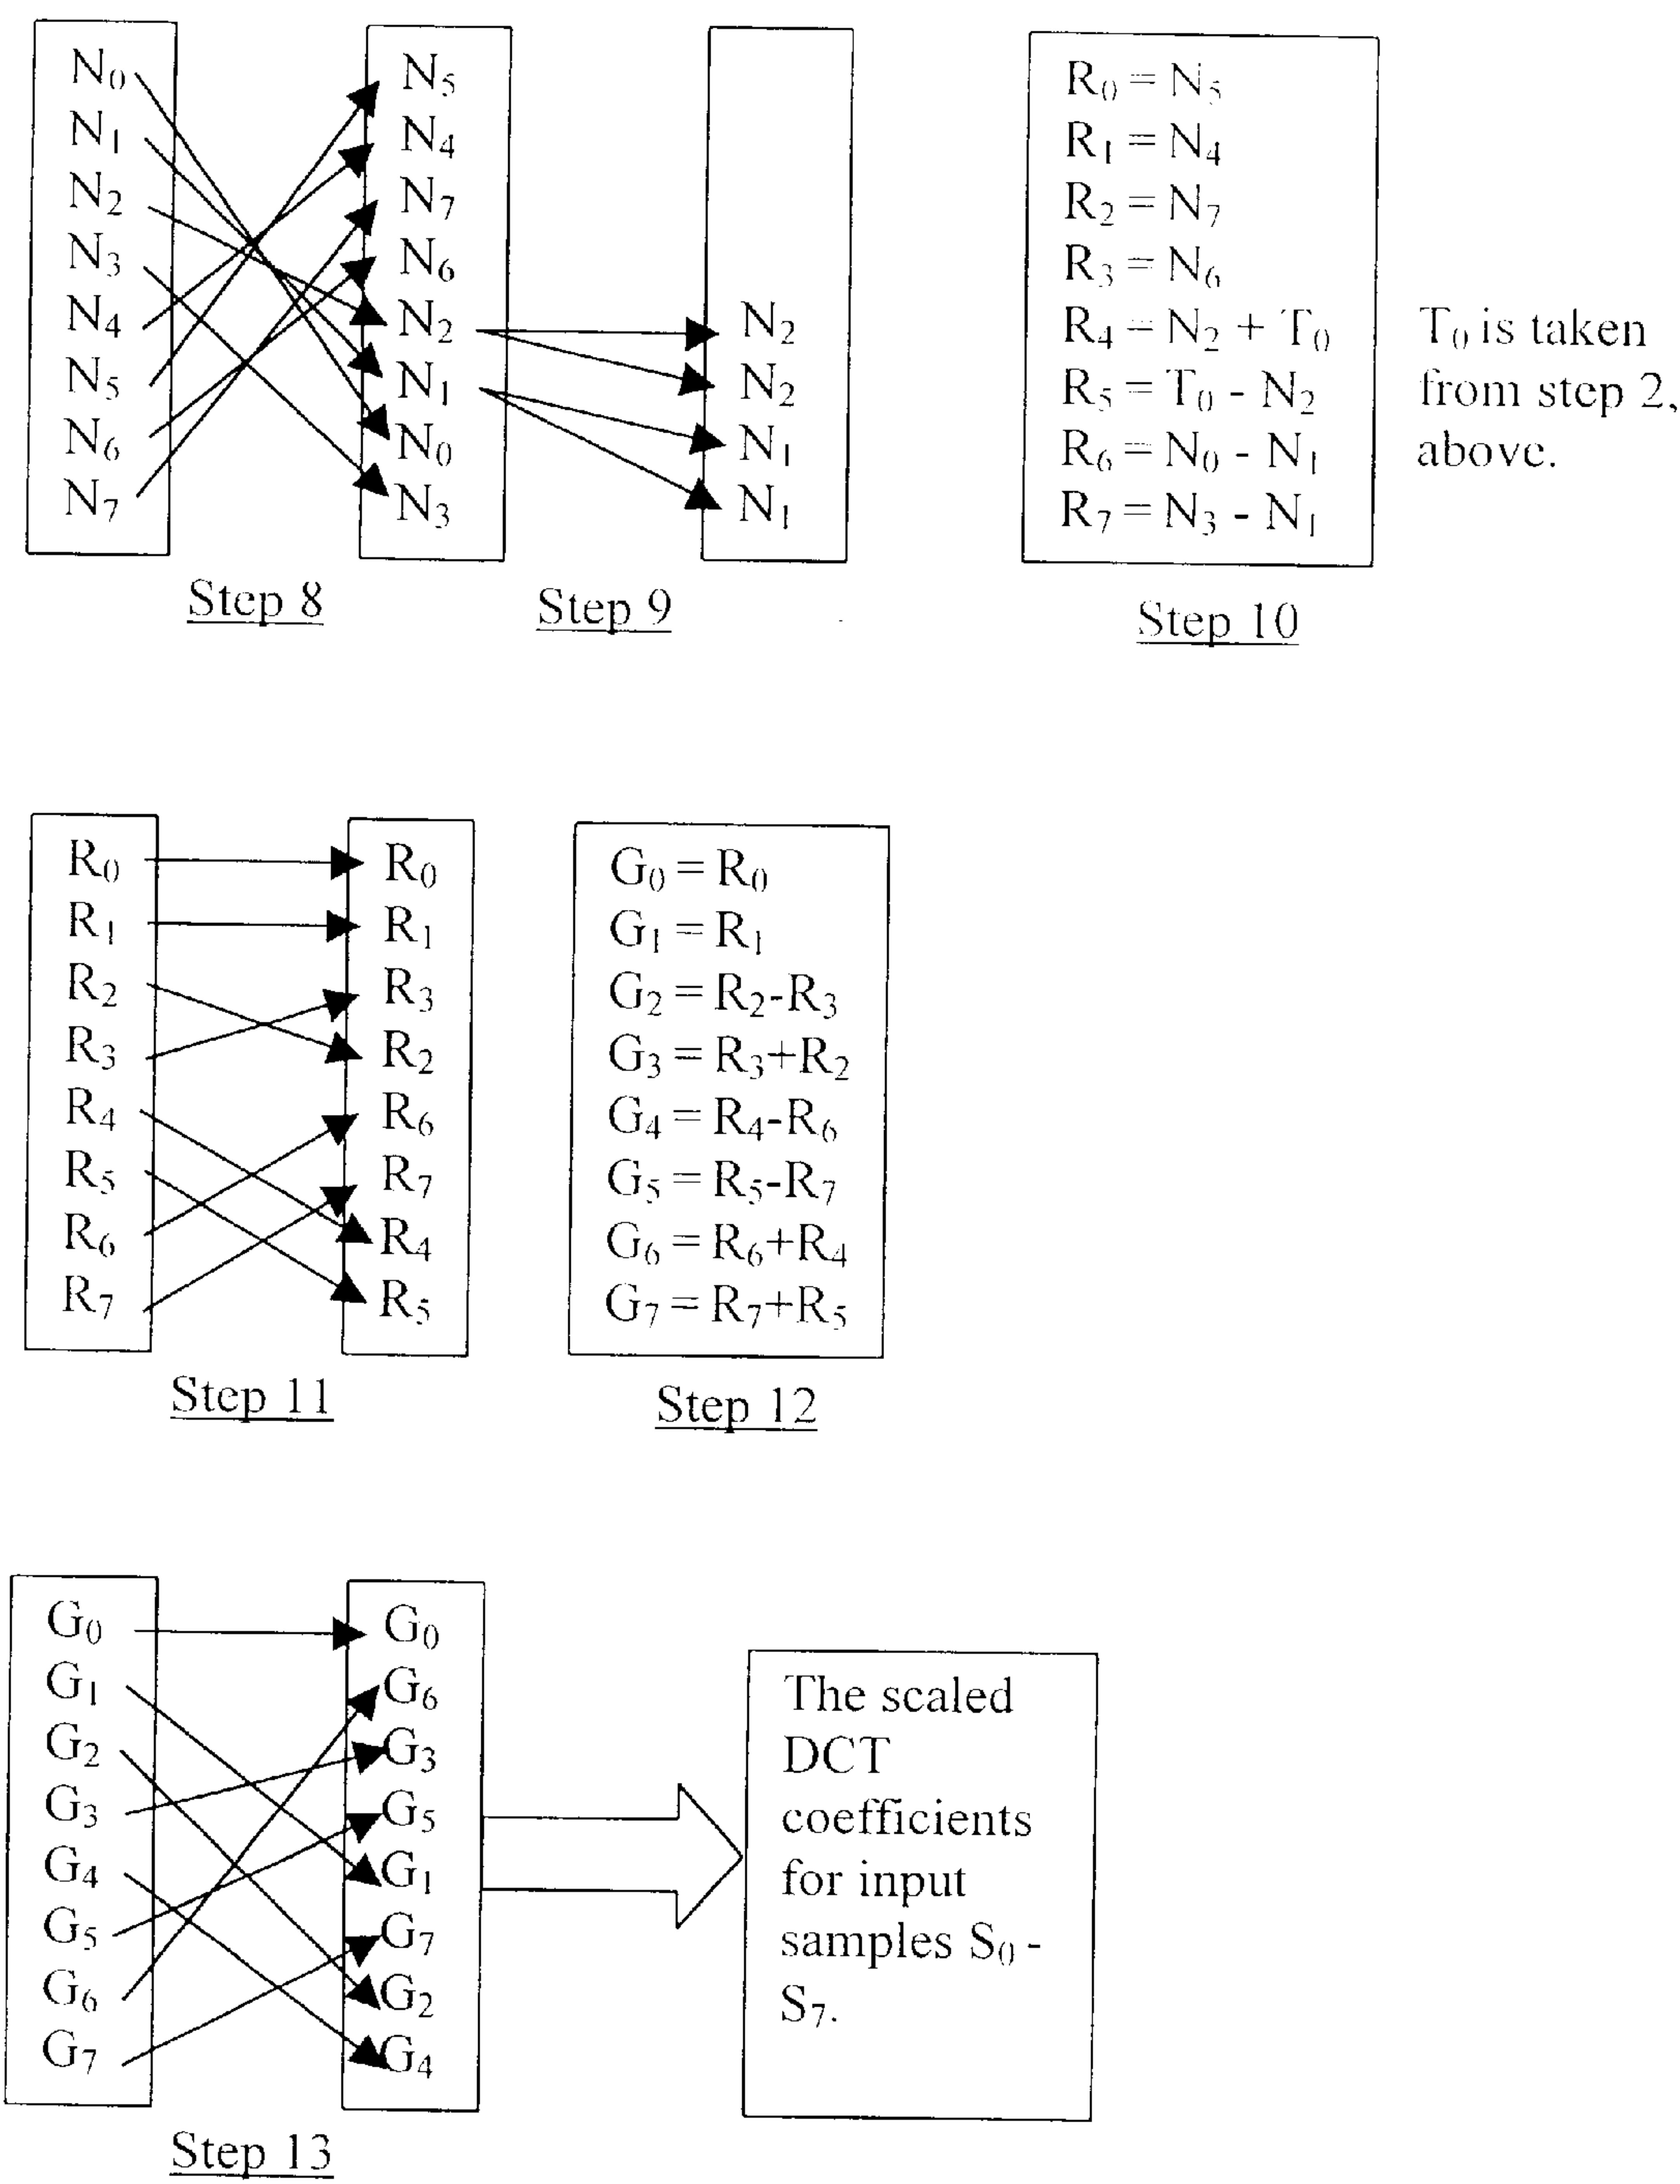 N₀
N₁
N₂
N₃
N₄
N₅
N₆
N₇
N₅
N₄
N₇
N₆
N₂
N₁
N₀
N₃
N₂
N₂
N₁
N₁
R₀ = N₅
R₁ = N₄
R₂ = N₇
R₃ = N₆
R₄ = N₂ + T₀
R₅ = T₀ - N₂
R₆ = N₀ - N₁
R₇ = N₃ - N₁
T₀ is taken
from step 2,
above.
Step 8
Step 9
Step 10
R₀
R₁
R₂
R₃
R₄
R₅
R₆
R₇
R₀
R₁
R₃
R₂
R₆
R₇
R₄
R₅
G₀ = R₀
G₁ = R₁
G₂ = R₂-R₃
G₃ = R₃+R₂
G₄ = R₄-R₆
G₅ = R₅-R₇
G₆ = R₆+R₄
G₇ = R₇+R₅
Step 11
Step 12
G₀
G₁
G₂
G₃
G₄
G₅
G₆
G₇
G₀
G₆
G₃
G₅
G₁
G₇
G₂
G₄
The scaled
DCT
coefficients
for input
samples S₀ -
S₇.
Step 13